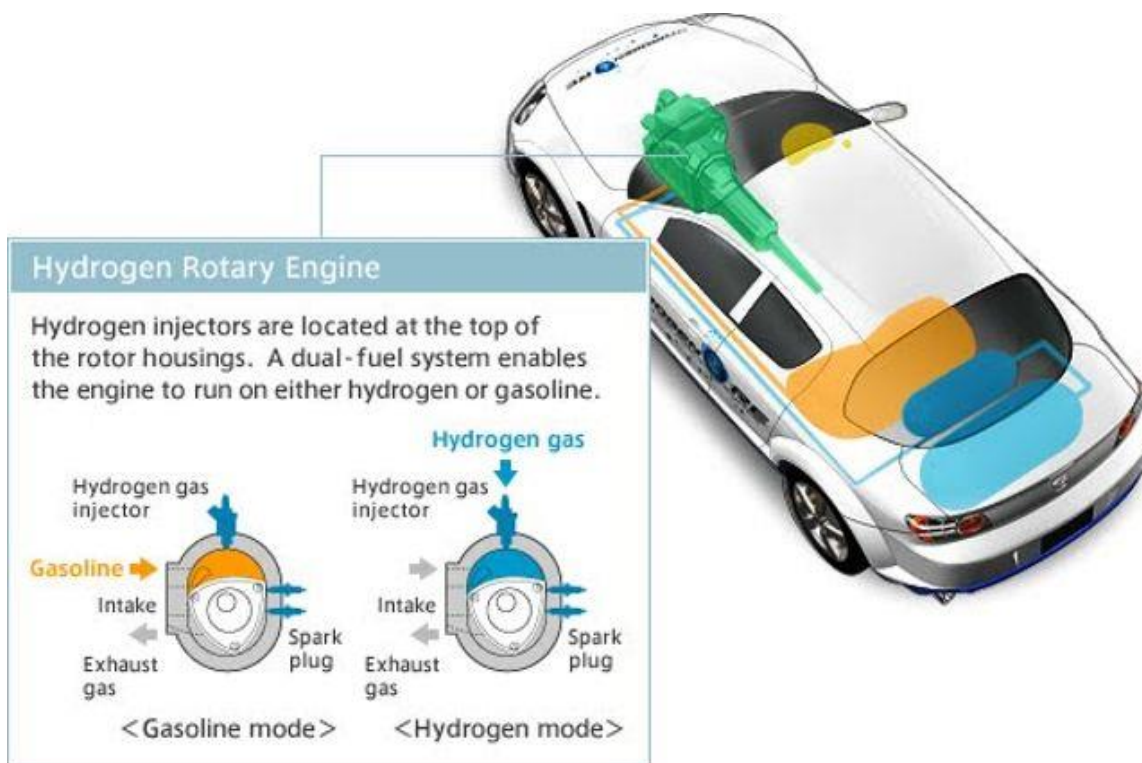 Hydrogen Rotary Engine
Hydrogen injectors are located at the top of
the rotor housings. A dual-fuel system enables
the engine to run on either hydrogen or gasoline.
Hydrogen gas
Hydrogen gas
injector
Gasoline
Intake
Exhaust
gas
Spark
plug
<Gasoline mode>
Hydrogen gas
injector
Intake
Exhaust
gas
Spark
plug
<Hydrogen mode>
RE
RE